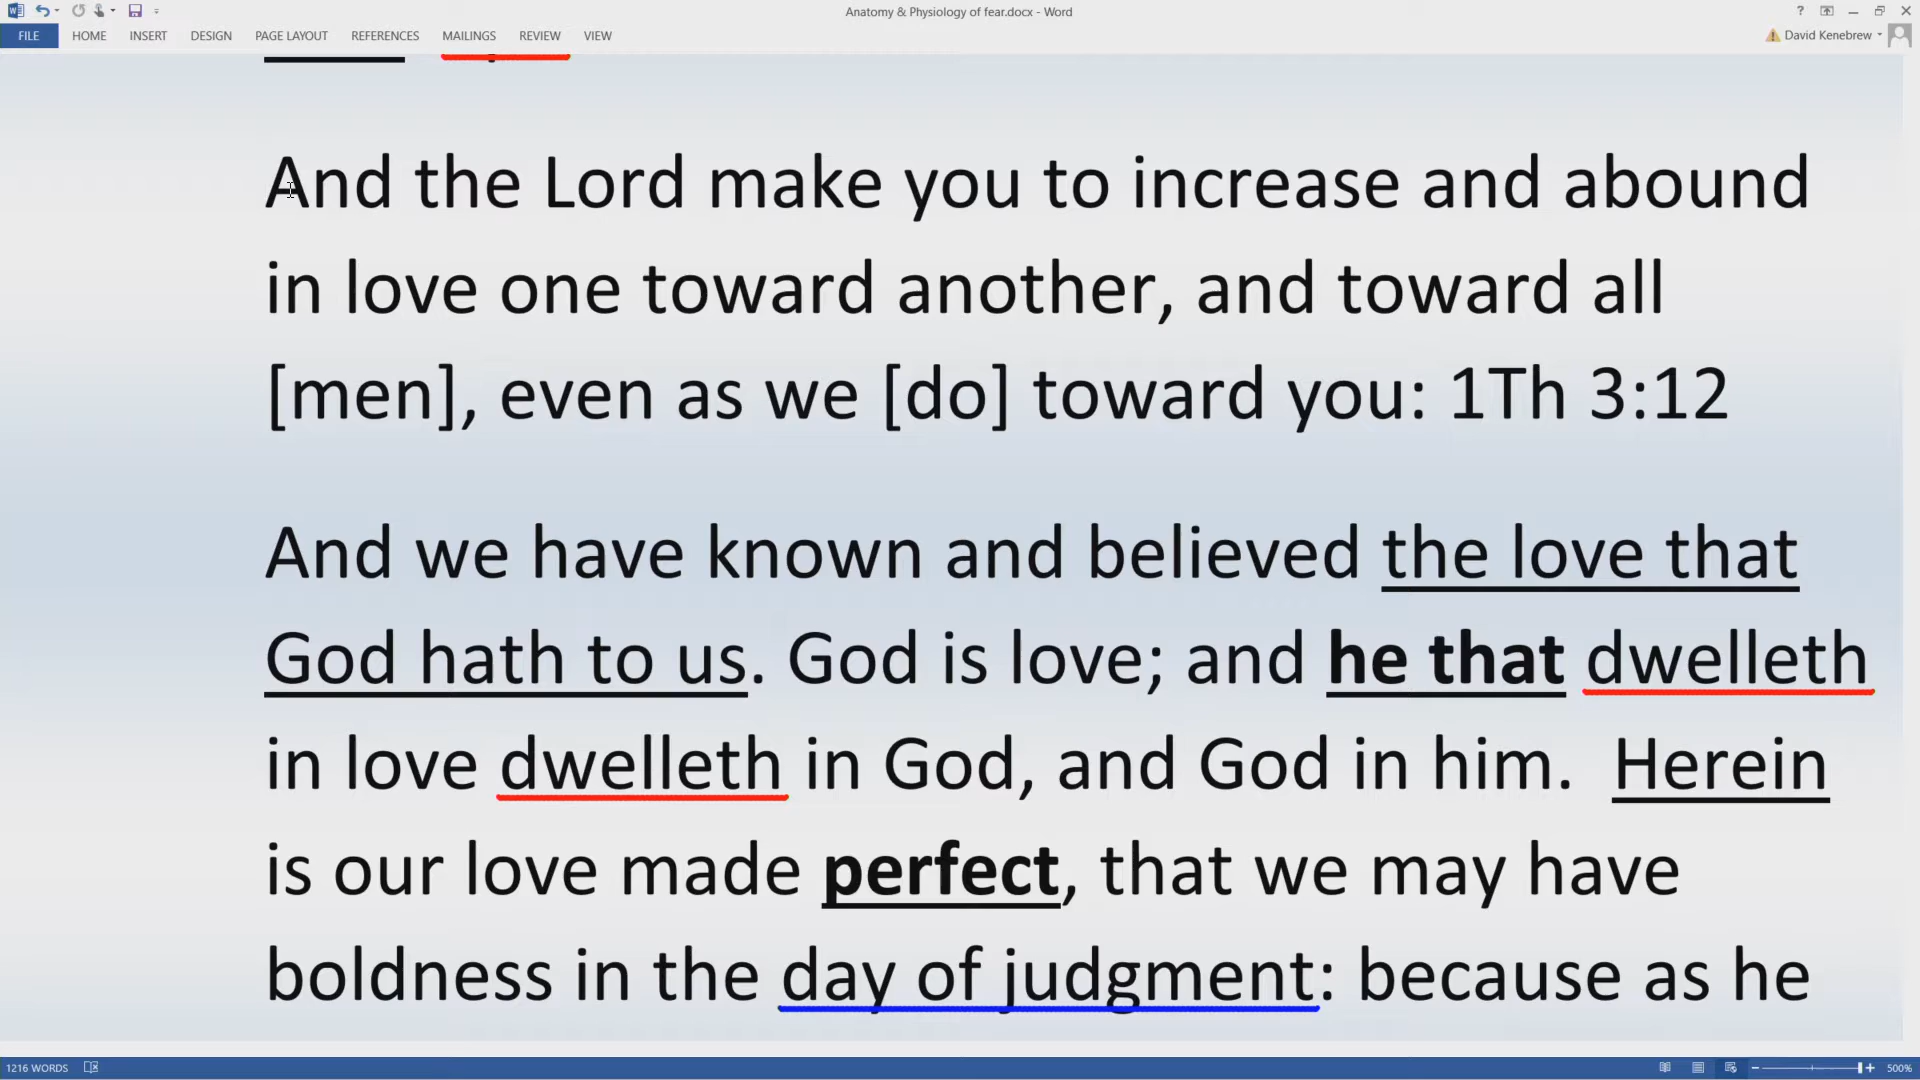 Anatomy & Physiology of fear.docx - Word
FILE HOME INSERT DESIGN PAGE LAYOUT REFERENCES MAILINGS REVIEW VIEW
David Kenebrew
And the Lord make you to increase and abound
in love one toward another, and toward all
[men], even as we [do] toward you: 1Th 3:12
And we have known and believed the love that
God hath to us. God is love; and he that dwelleth
in love dwelleth in God, and God in him. Herein
is our love made perfect, that we may have
boldness in the day of judgment: because as he
1216 WORDS
500%